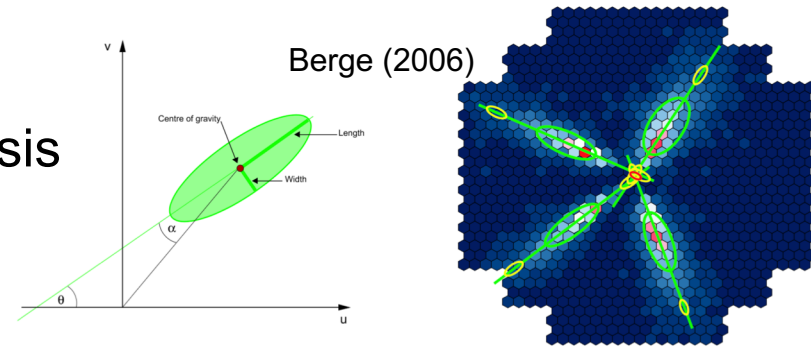 sis
Berge (2006)
v
Centre of gravity
Length
Width
α
θ
u